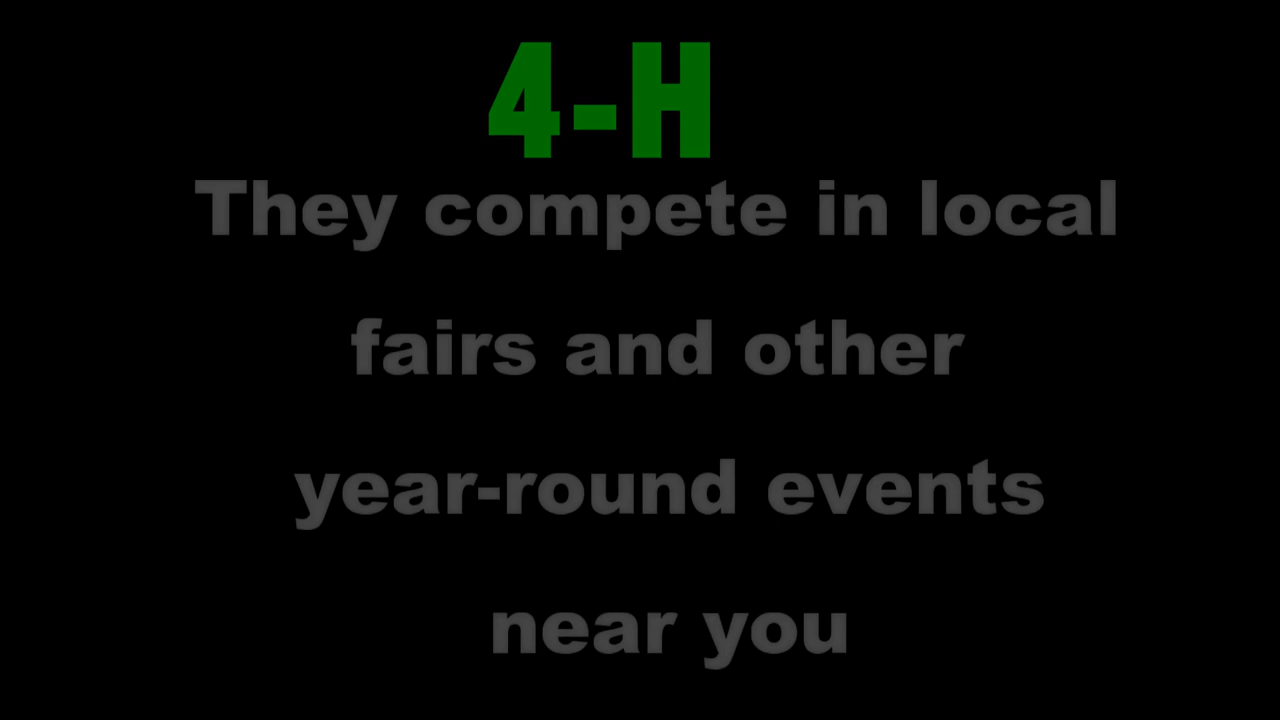 4-H
They compete in local
fairs and other
year-round events
near you